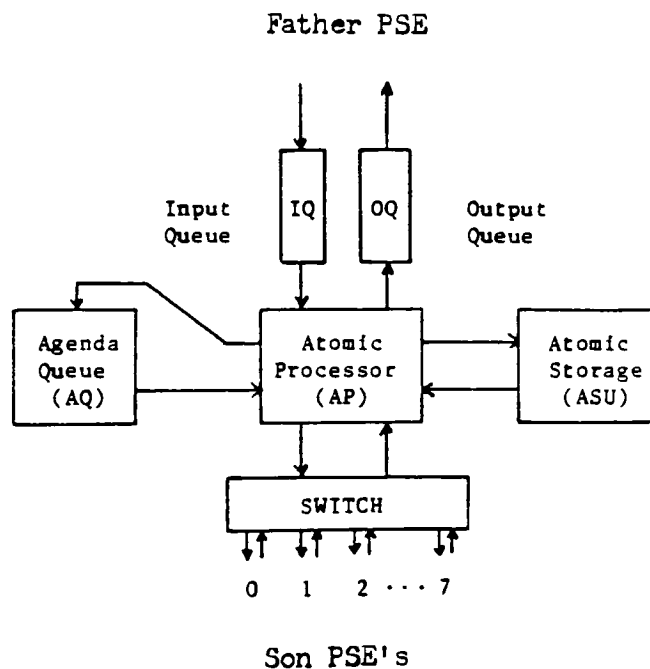 Father PSE
Input
Queue
IQ
OQ
Output
Queue
Agenda
Queue
(AQ)
Atomic
Processor
(AP)
Atomic
Storage
(ASU)
SWITCH
0 1 2 ··· 7
Son PSE's